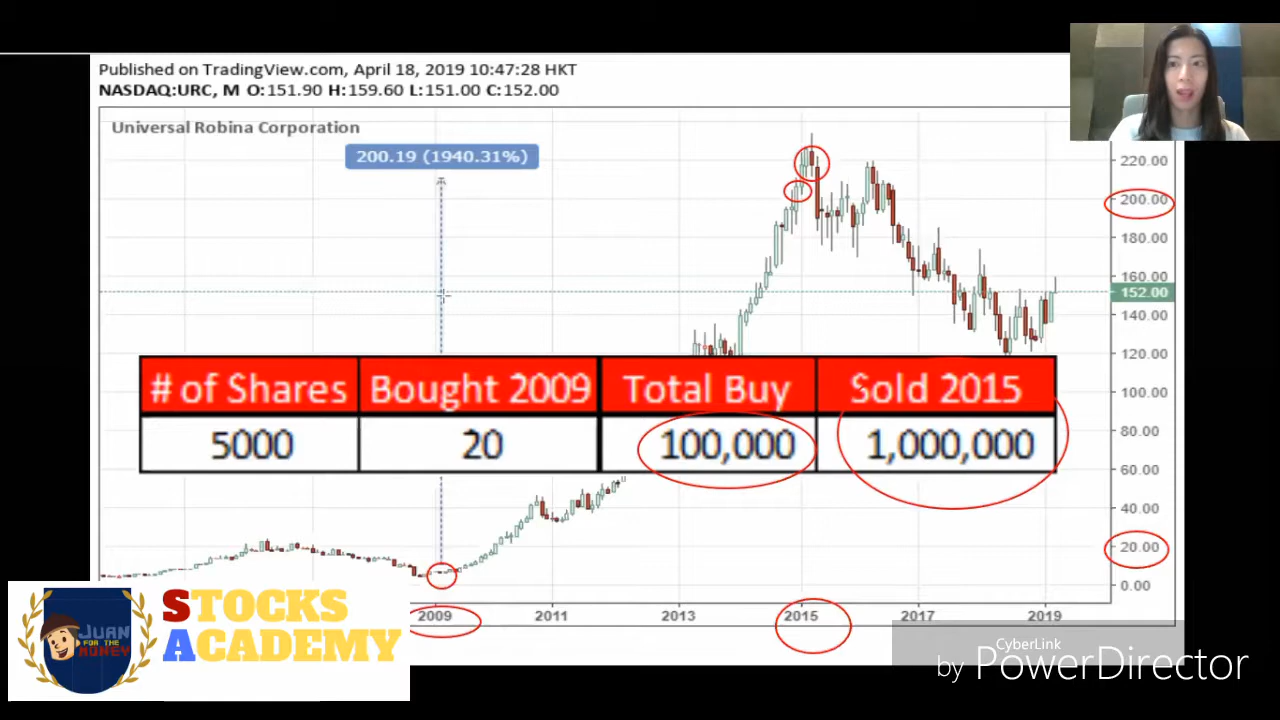 Published on TradingView.com, April 18, 2019 10:47:28 HKT
NASDAQ:URC, M O:151.90 H:159.60 L:151.00 C:152.00
Universal Robina Corporation
200.19 (1940.31%)
220.00
200.00
180.00
160.00
152.00
140.00
120.00
100.00
80.00
60.00
40.00
20.00
0.00
# of Shares Bought 2009 Total Buy Sold 2015
5000 20 100,000 1,000,000
2009 2011 2013 2015 2017 2019
JUAN
FOR THE
MONEY
STOCKS
ACADEMY
CyberLink
by PowerDirector